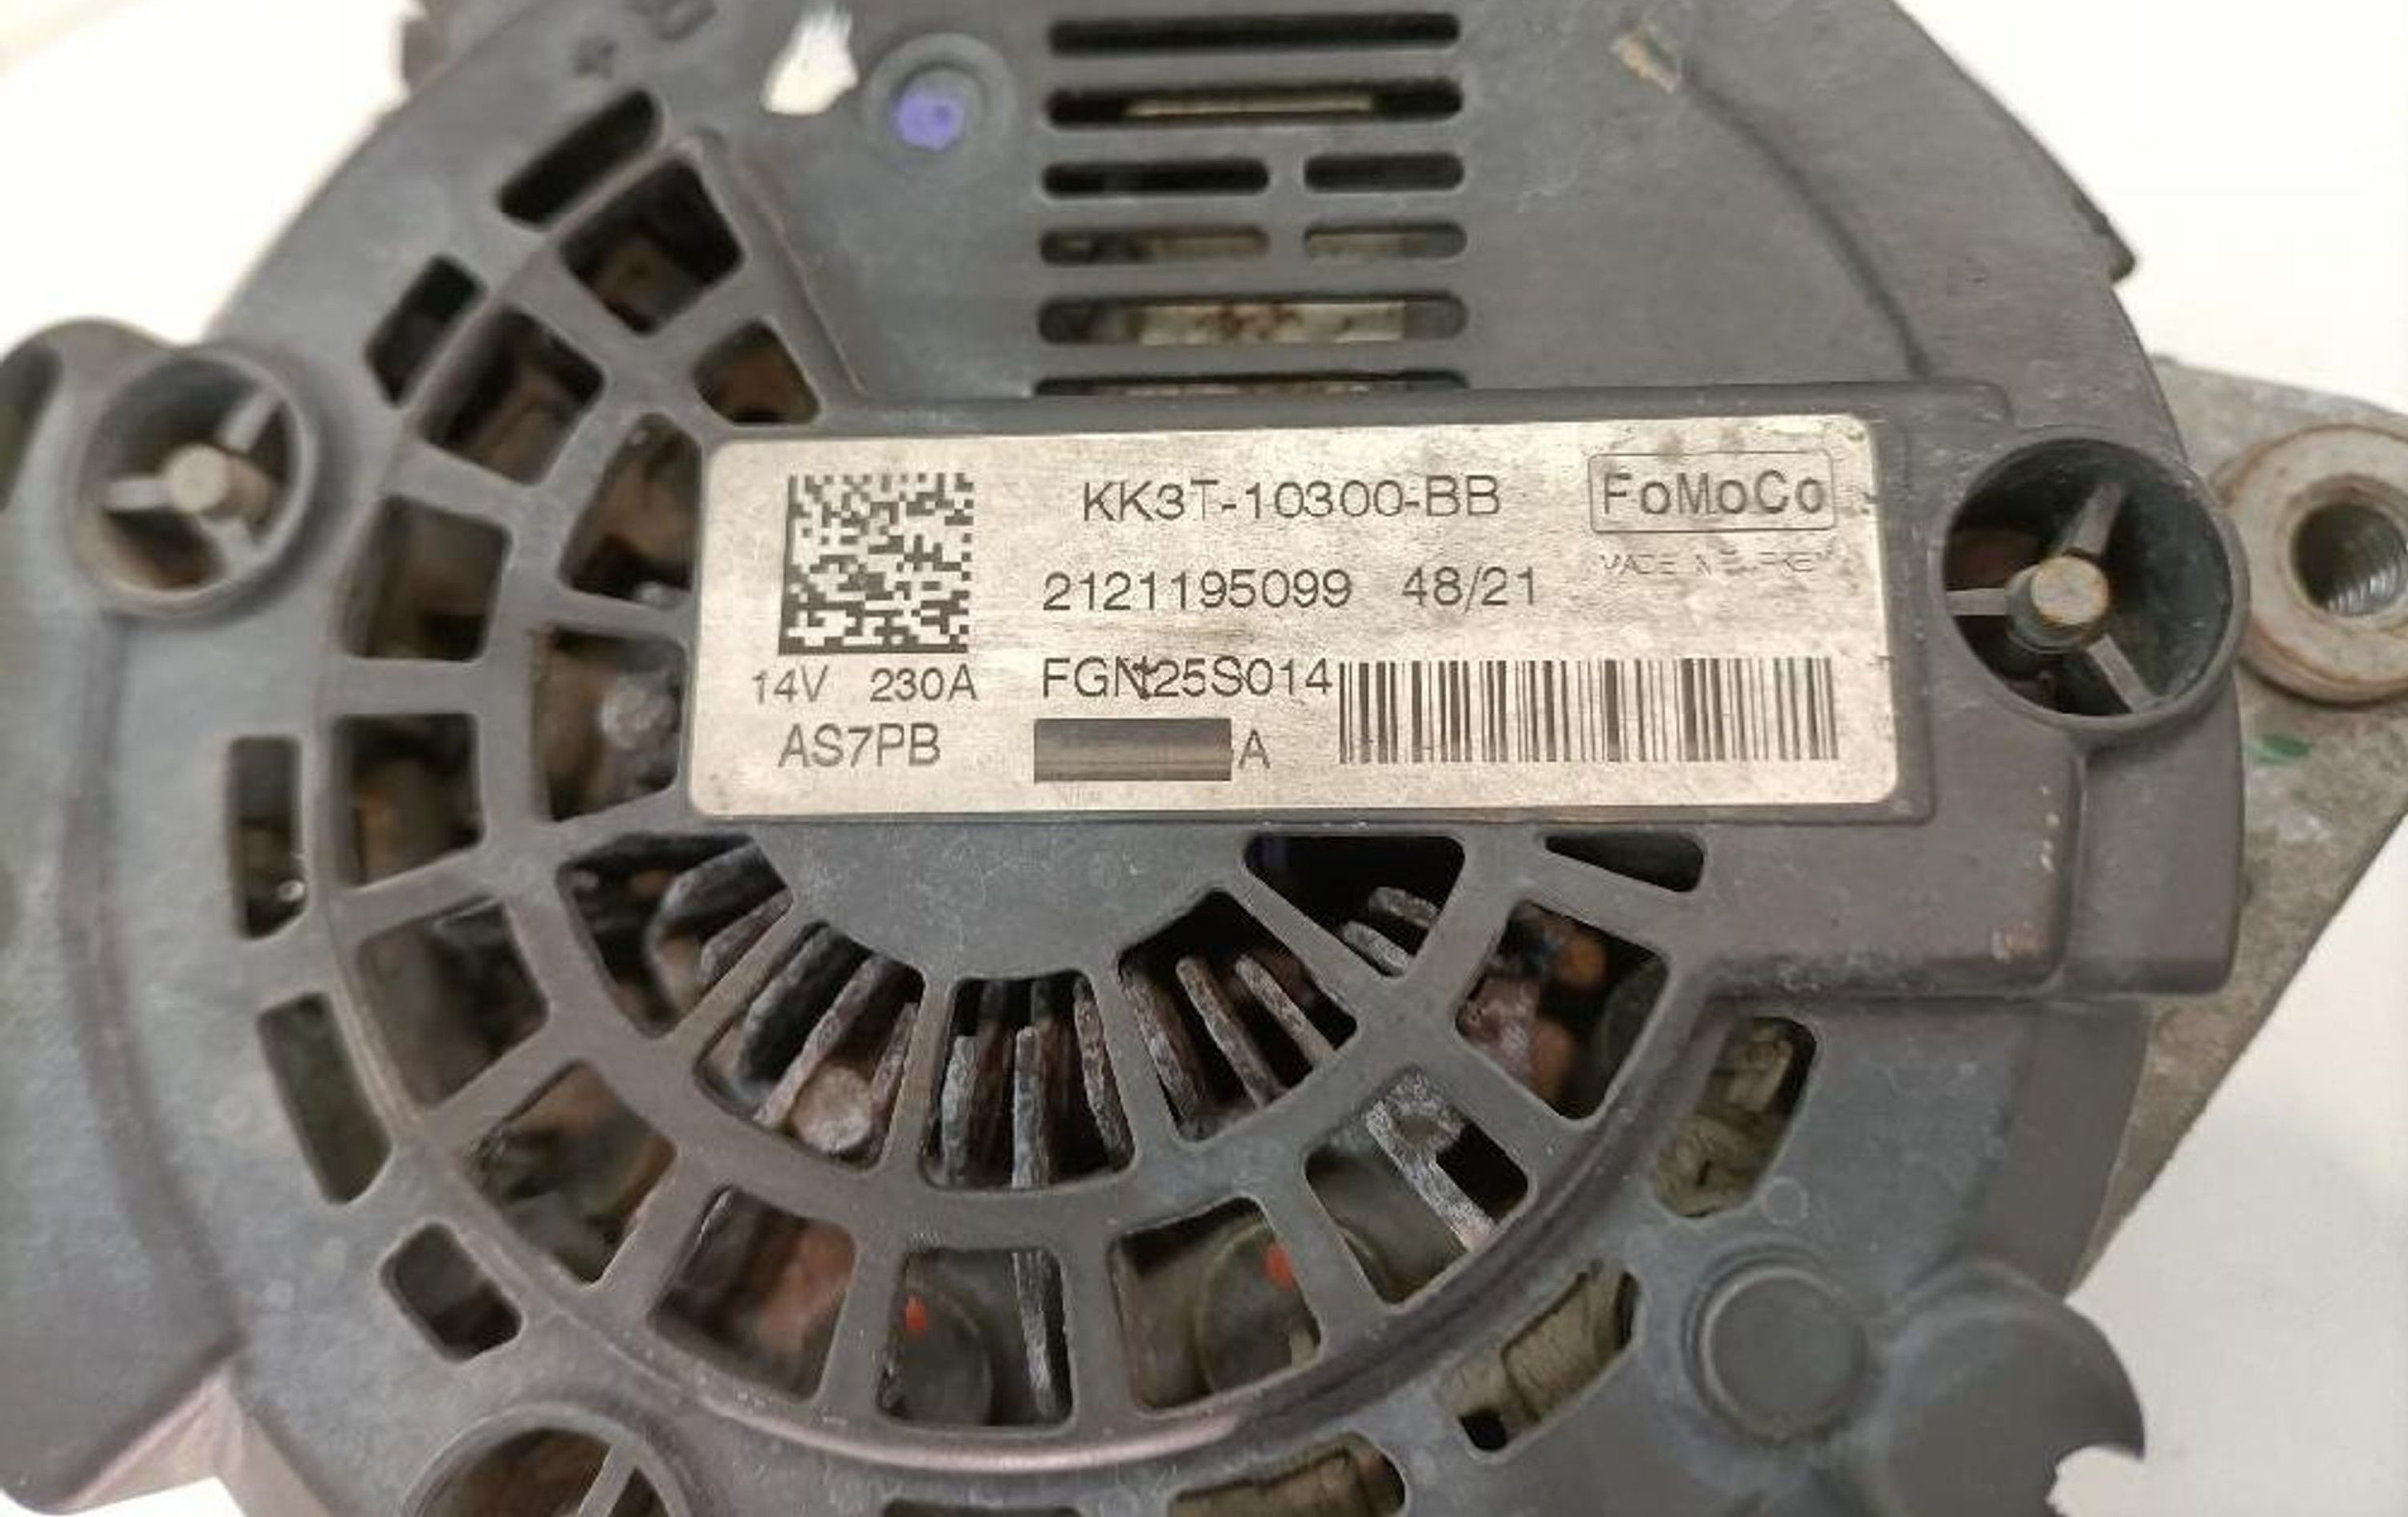 KK3T-10300-BB FoMoCo
2121195099 48/21
14V 230A FGN25S014
AS7PB A